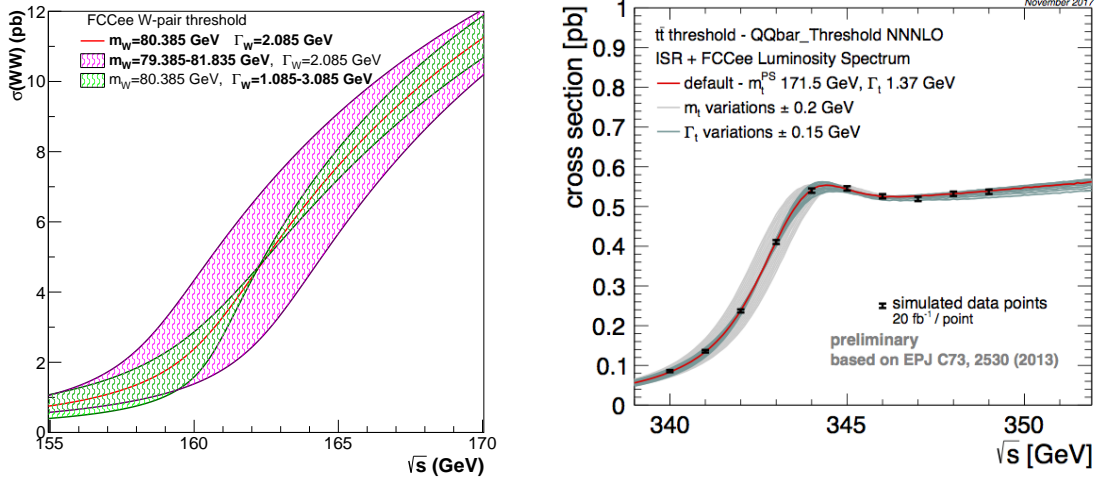 FCCee W-pair threshold
m_W=80.385 GeV Γ_W=2.085 GeV
m_W=79.385-81.835 GeV, Γ_W=2.085 GeV
m_W=80.385 GeV, Γ_W=1.085-3.085 GeV
σ(WW) (pb)
12
10
8
6
4
2
0
155
160
165
170
√s (GeV)
November 2017
tt̄ threshold - QQbar_Threshold NNNLO
ISR + FCCee Luminosity Spectrum
default - m_t^PS 171.5 GeV, Γ_t 1.37 GeV
m_t variations ± 0.2 GeV
Γ_t variations ± 0.15 GeV
cross section [pb]
1
0.9
0.8
0.7
0.6
0.5
0.4
0.3
0.2
0.1
0
simulated data points
20 fb⁻¹ / point
preliminary
based on EPJ C73, 2530 (2013)
340
345
350
√s [GeV]